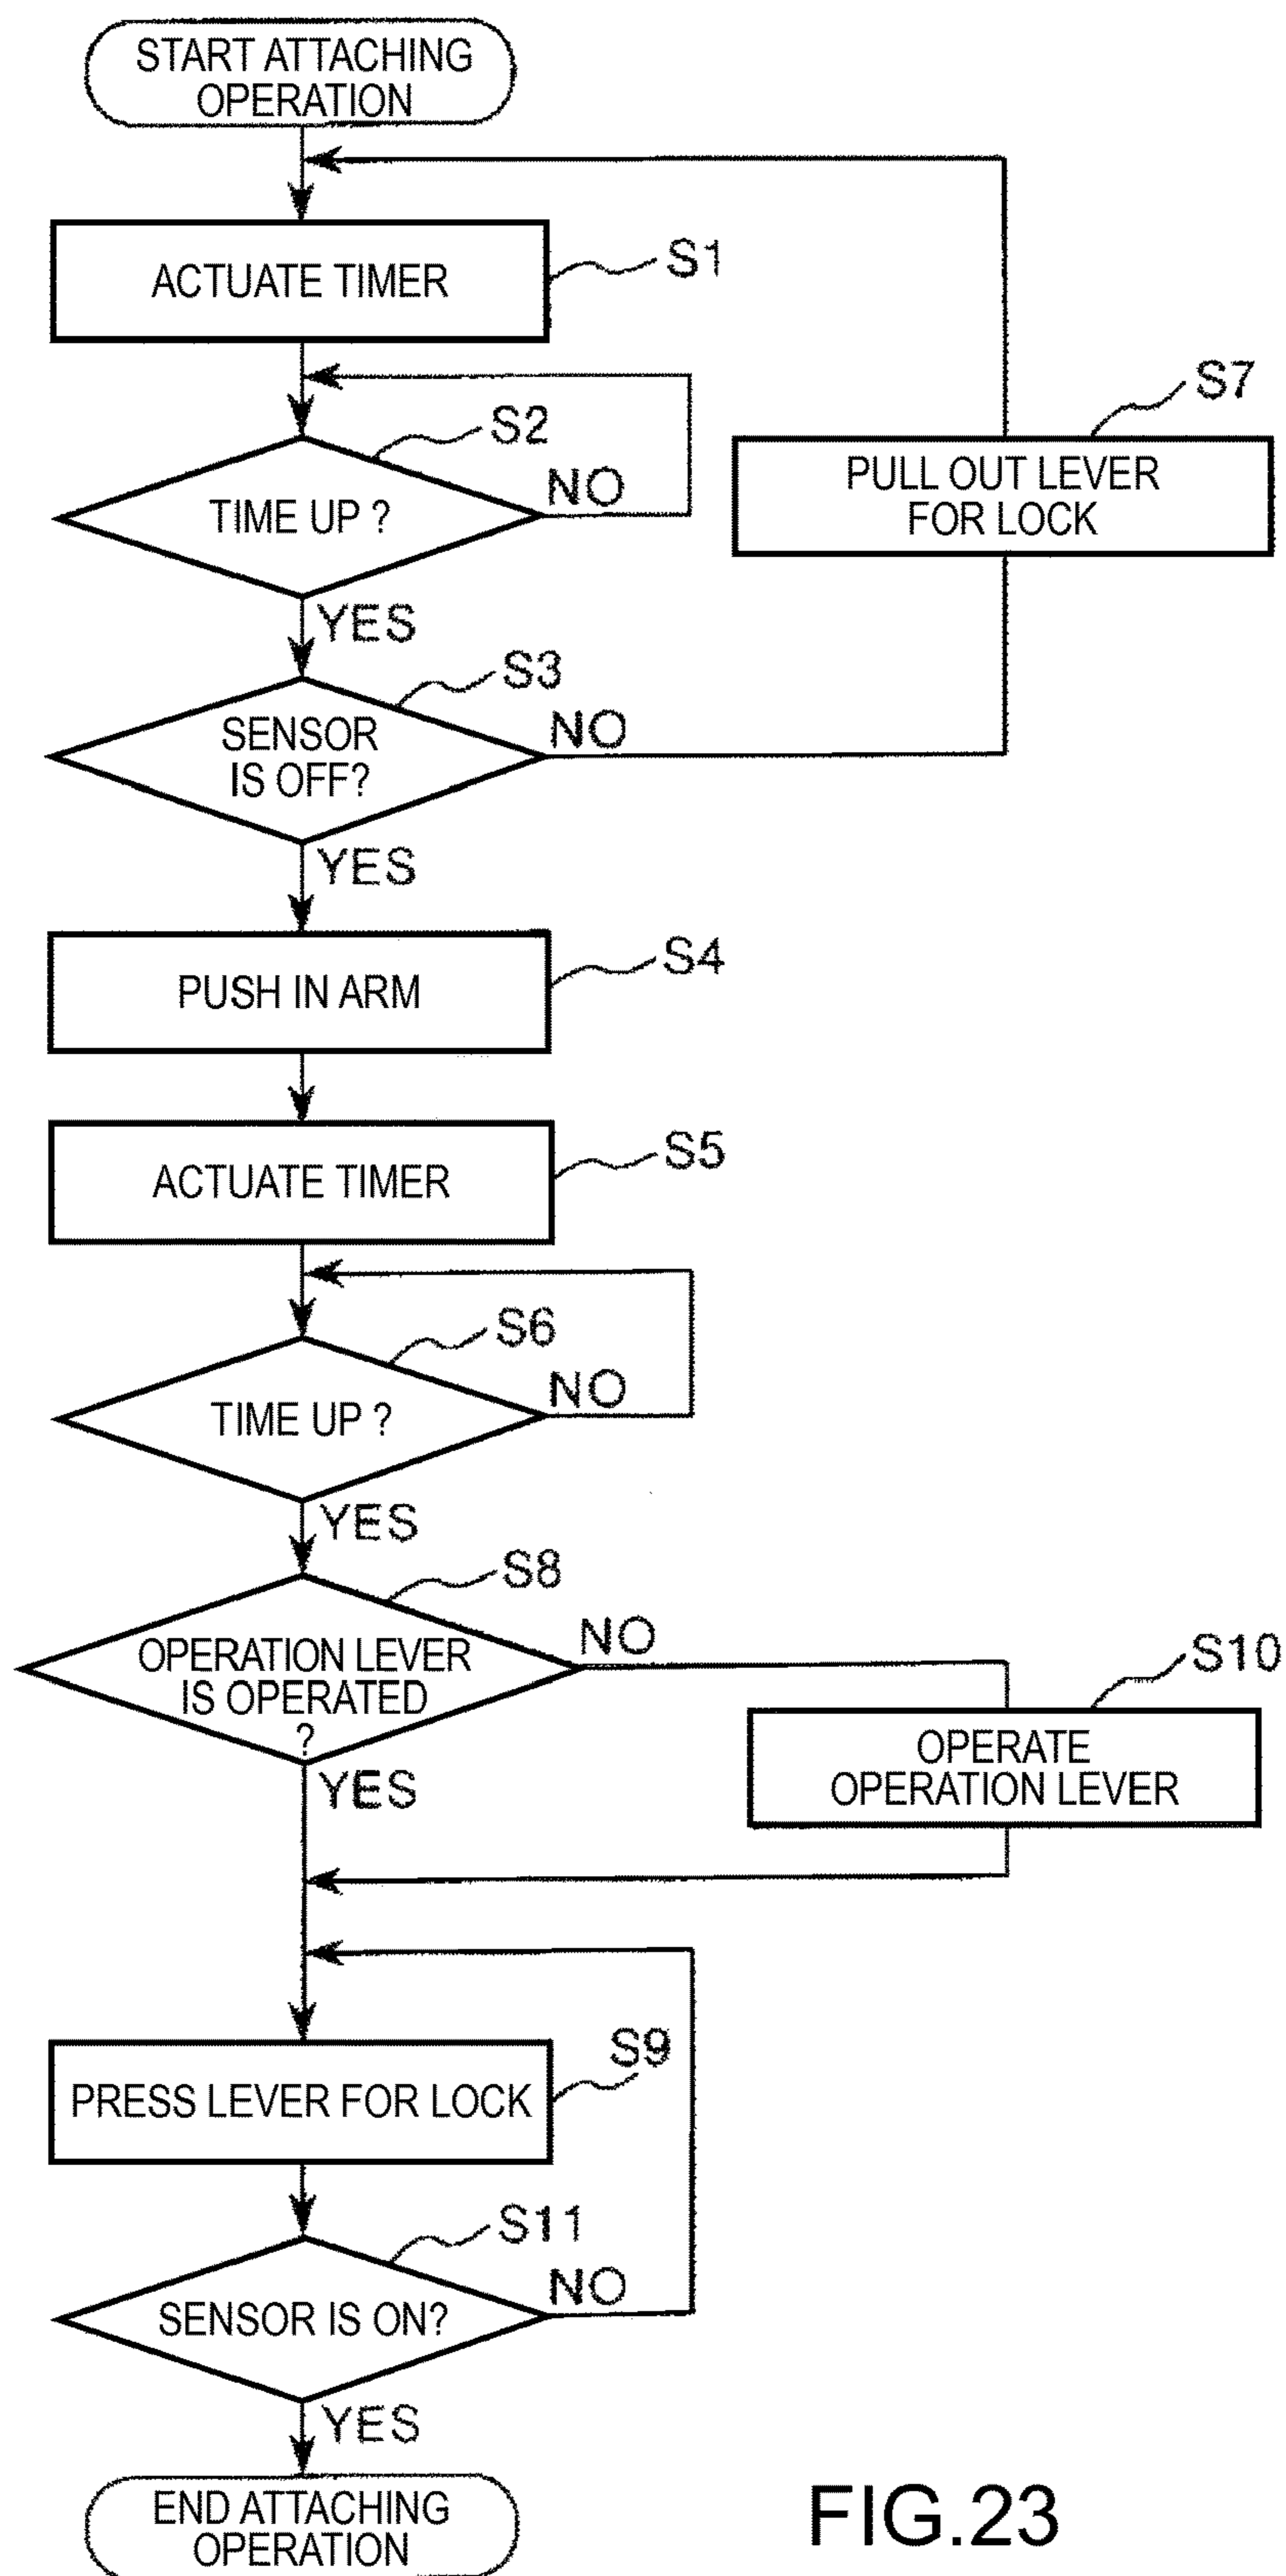 START ATTACHING
OPERATION
ACTUATE TIMER
S1
S2
TIME UP ?
NO
YES
S7
PULL OUT LEVER
FOR LOCK
S3
SENSOR
IS OFF?
NO
YES
PUSH IN ARM
S4
ACTUATE TIMER
S5
S6
TIME UP ?
NO
YES
S8
OPERATION LEVER
IS OPERATED
?
NO
YES
S10
OPERATE
OPERATION LEVER
S9
PRESS LEVER FOR LOCK
S11
SENSOR IS ON?
NO
YES
END ATTACHING
OPERATION
FIG.23